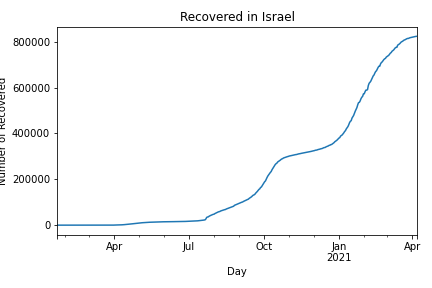 Recovered in Israel
Number of Recovered
800000
600000
400000
200000
0
Apr
Jul
Oct
Jan
2021
Apr
Day